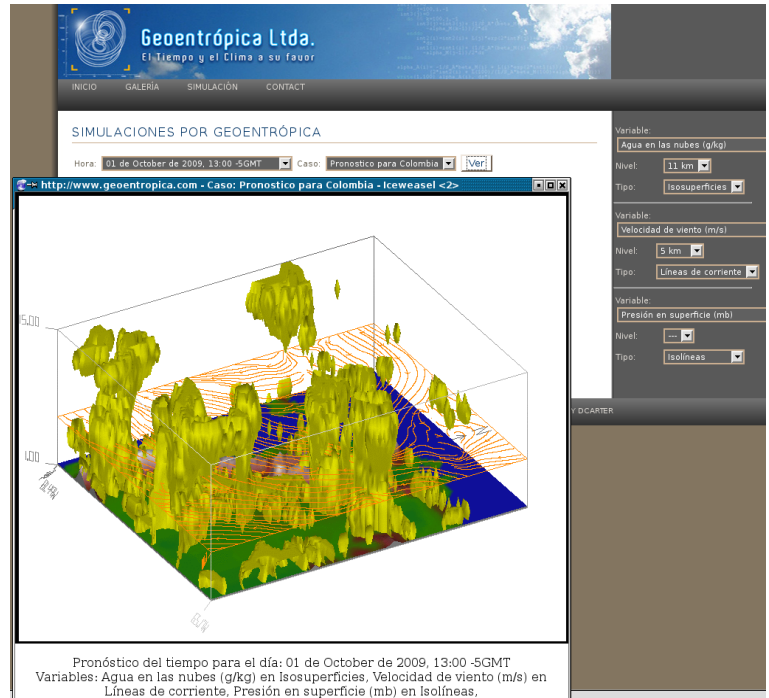 Geoentrópica Ltda.
El Tiempo y el Clima a su favor
INICIO GALERÍA SIMULACIÓN CONTACT
SIMULACIONES POR GEOENTRÓPICA
Hora: 01 de October de 2009, 13:00 -5GMT Caso: Pronostico para Colombia Ver
Variable:
Agua en las nubes (g/kg)
Nivel: 11 km
Tipo: Isosuperficies
Variable:
Velocidad de viento (m/s)
Nivel: 5 km
Tipo: Líneas de corriente
Variable:
Presión en superficie (mb)
Nivel: ---
Tipo: Isolíneas
Y DCARTER
http://www.geoentropica.com - Caso: Pronostico para Colombia - Iceweasel <2>
Pronóstico del tiempo para el día: 01 de October de 2009, 13:00 -5GMT
Variables: Agua en las nubes (g/kg) en Isosuperficies, Velocidad de viento (m/s) en
Líneas de corriente, Presión en superficie (mb) en Isolíneas,